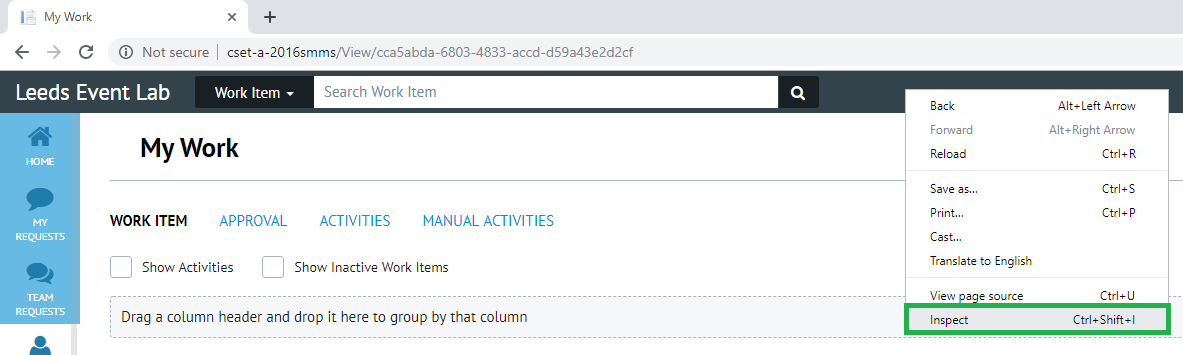 My Work
Not secure
cset-a-2016smms/View/cca5abda-6803-4833-accd-d59a43e2d2cf
Leeds Event Lab
Work Item
Search Work Item
HOME
MY
REQUESTS
TEAM
REQUESTS
My Work
WORK ITEM APPROVAL ACTIVITIES MANUAL ACTIVITIES
Show Activities Show Inactive Work Items
Drag a column header and drop it here to group by that column
Back Alt+Left Arrow
Forward Alt+Right Arrow
Reload Ctrl+R
Save as... Ctrl+S
Print... Ctrl+P
Cast...
Translate to English
View page source Ctrl+U
Inspect Ctrl+Shift+I